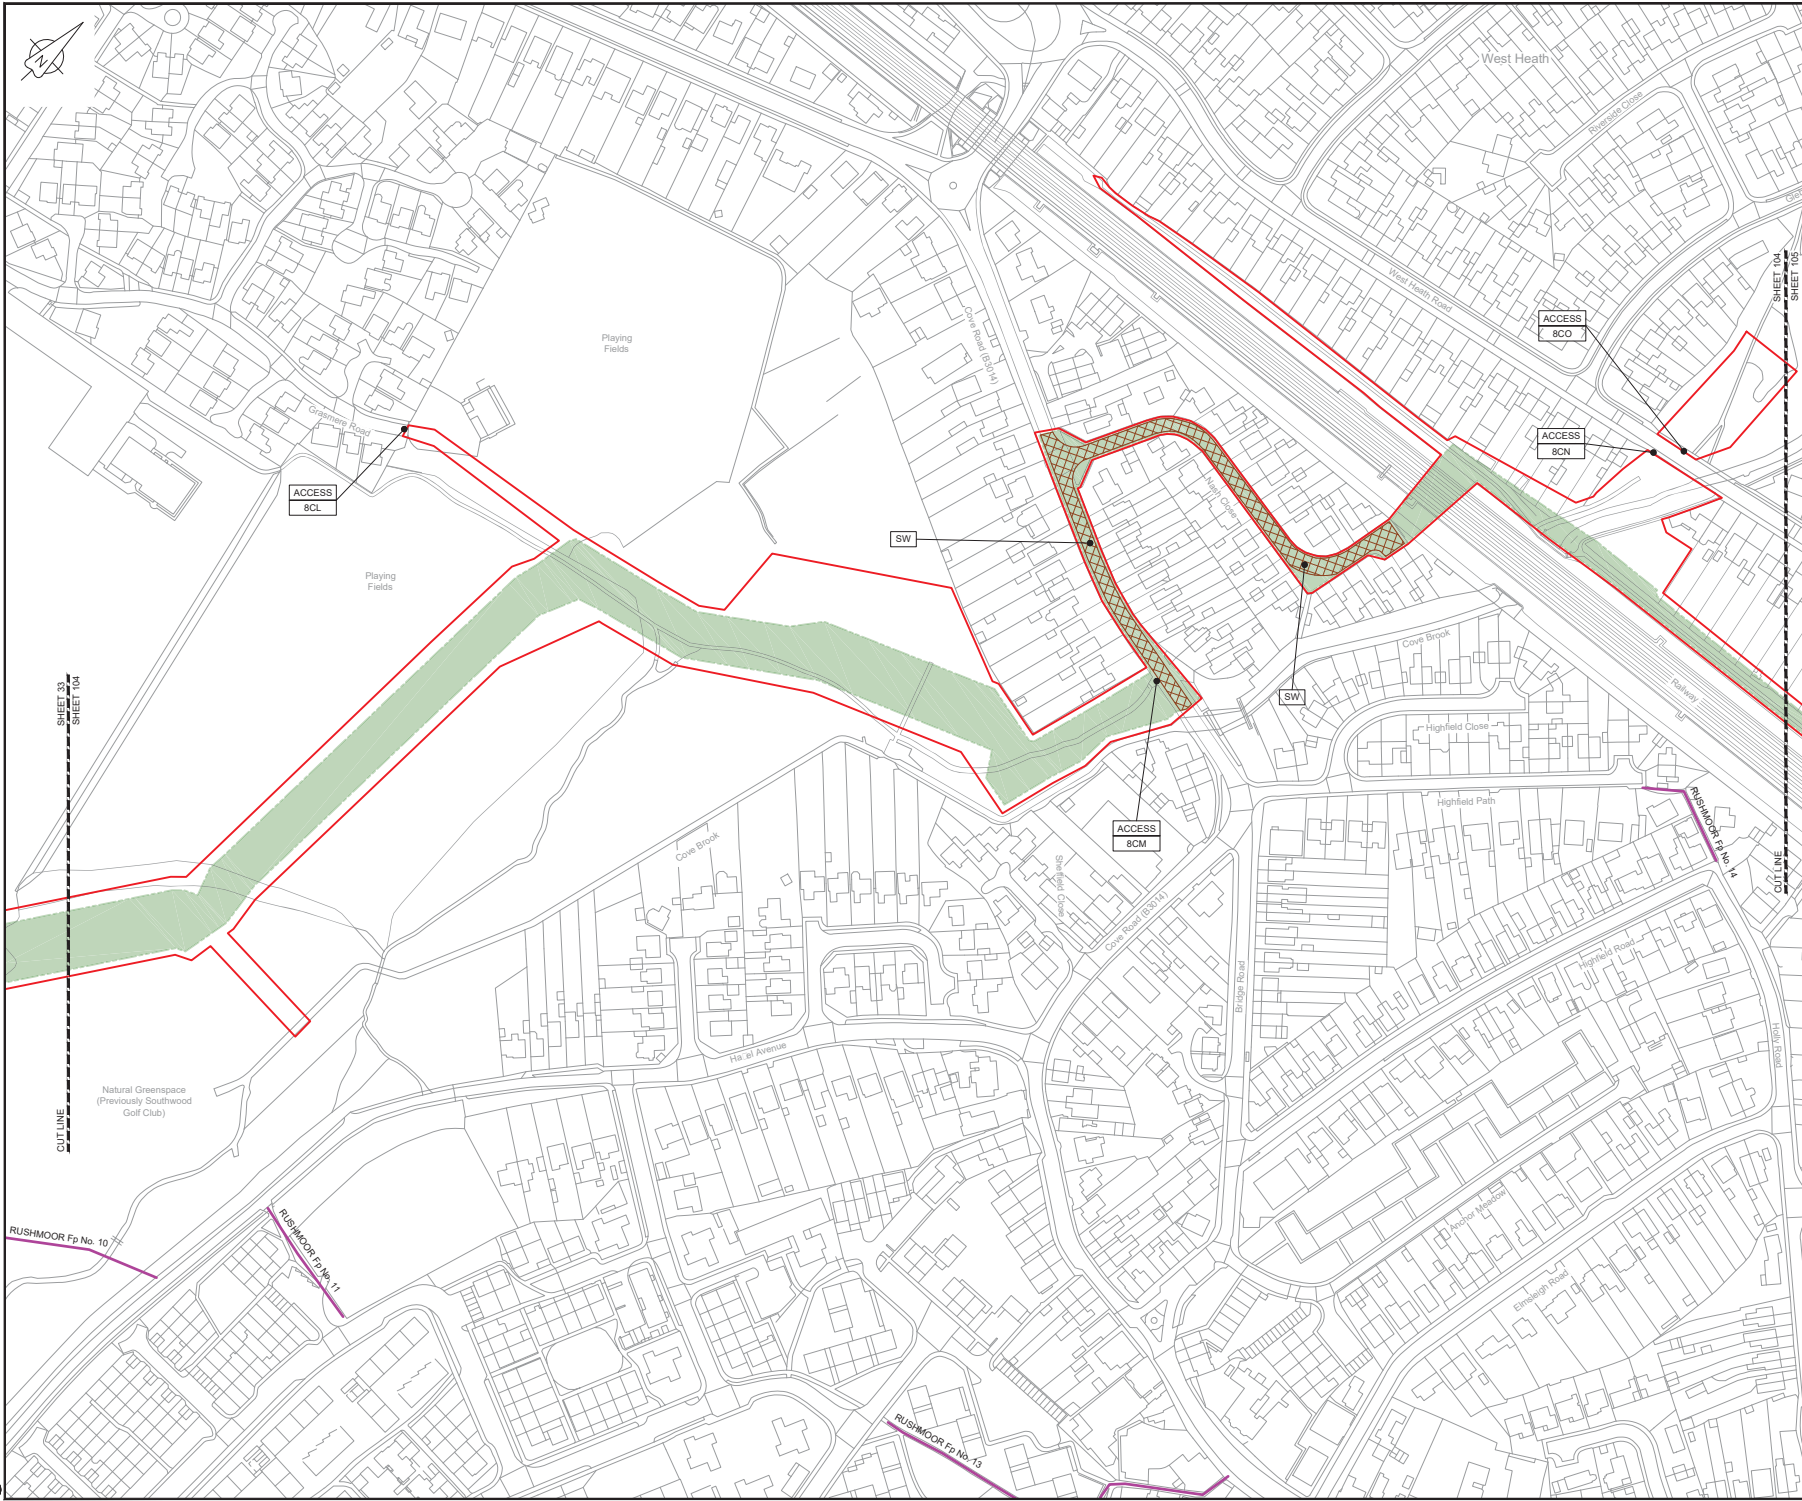 N
West Heath
Riverside Close
Playing
Fields
Cove Road (B3014)
West Heath Road
SHEET 104
SHEET 105
ACCESS
8CO
ACCESS
8CN
Grasmere Road
ACCESS
8CL
Nash Close
SW
Playing
Fields
Cove Brook
SHEET 33
SHEET 104
SW
Railway
Highfield Close
Highfield Path
RUSHMOOR Fp No. 14
ACCESS
8CM
Cove Brook
Sheffield Close
CUT LINE
Cove Road (B3014)
Highfield Road
Bridge Road
Holly Road
Hazel Avenue
Natural Greenspace
(Previously Southwood
Golf Club)
CUT LINE
Anchor Meadow
RUSHMOOR Fp No. 10
RUSHMOOR Fp No. 11
Elmsleigh Road
RUSHMOOR Fp No. 13